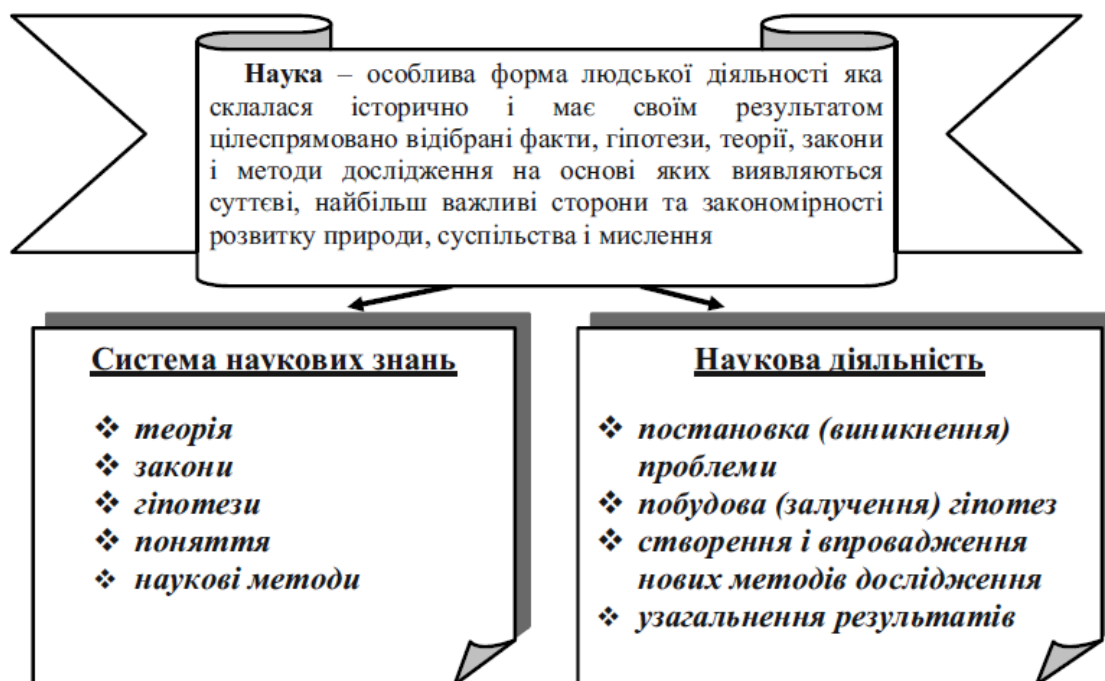 Наука – особлива форма людської діяльності яка
склалася історично і має своїм результатом
цілеспрямовано відібрані факти, гіпотези, теорії, закони
і методи дослідження на основі яких виявляються
суттєві, найбільш важливі сторони та закономірності
розвитку природи, суспільства і мислення
Система наукових знань
❖ теорія
❖ закони
❖ гіпотези
❖ поняття
❖ наукові методи
Наукова діяльність
❖ постановка (виникнення)
проблеми
❖ побудова (залучення) гіпотез
❖ створення і впровадження
нових методів дослідження
❖ узагальнення результатів